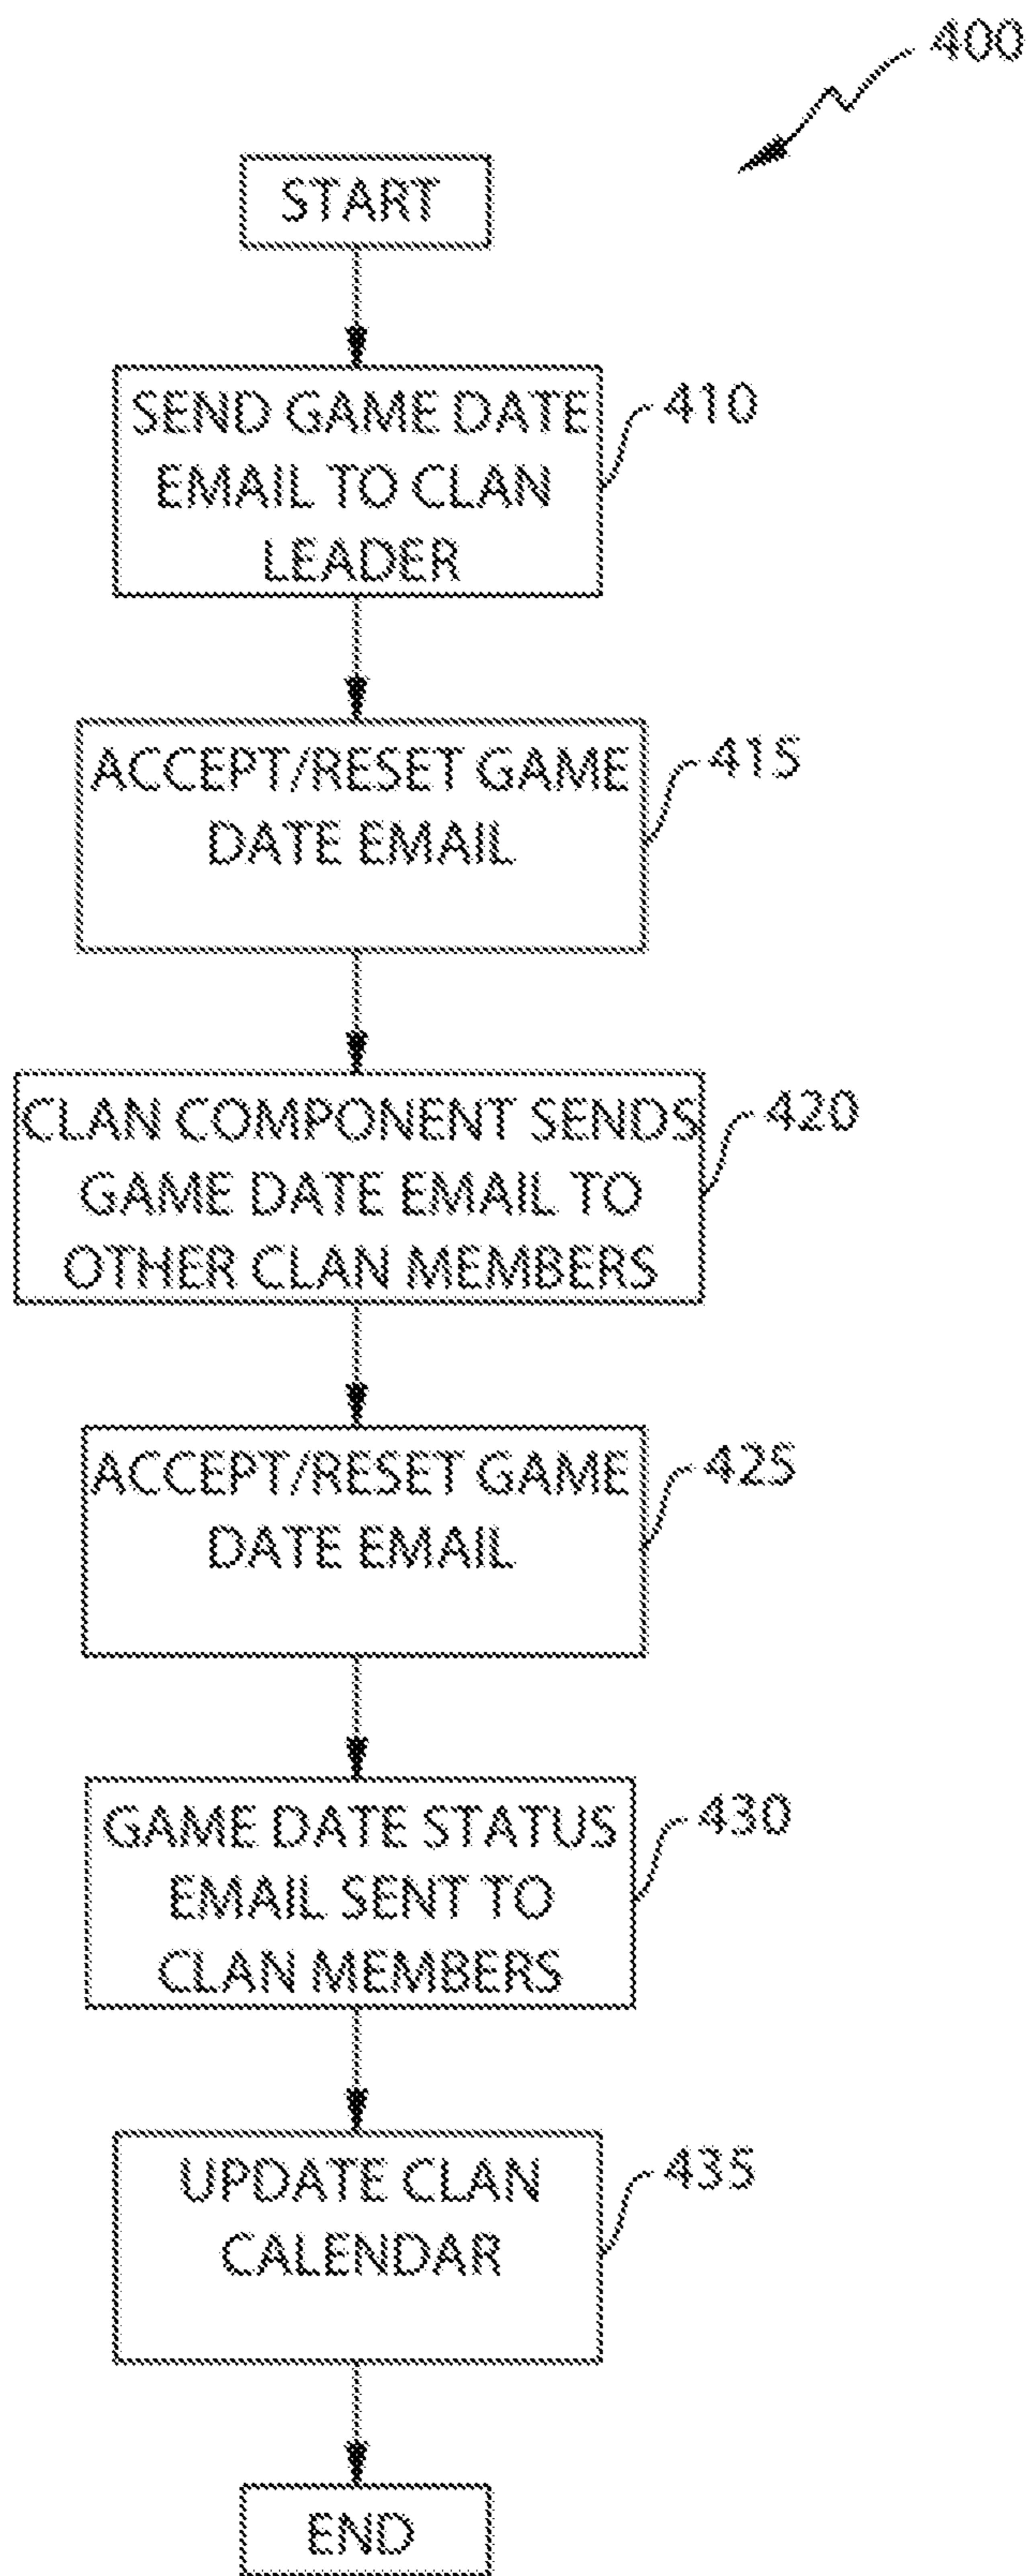 400
START
SEND GAME DATE
EMAIL TO CLAN
LEADER
410
ACCEPT/RESET GAME
DATE EMAIL
415
CLAN COMPONENT SENDS
GAME DATE EMAIL TO
OTHER CLAN MEMBERS
420
ACCEPT/RESET GAME
DATE EMAIL
425
GAME DATE STATUS
EMAIL SENT TO
CLAN MEMBERS
430
UPDATE CLAN
CALENDAR
435
END